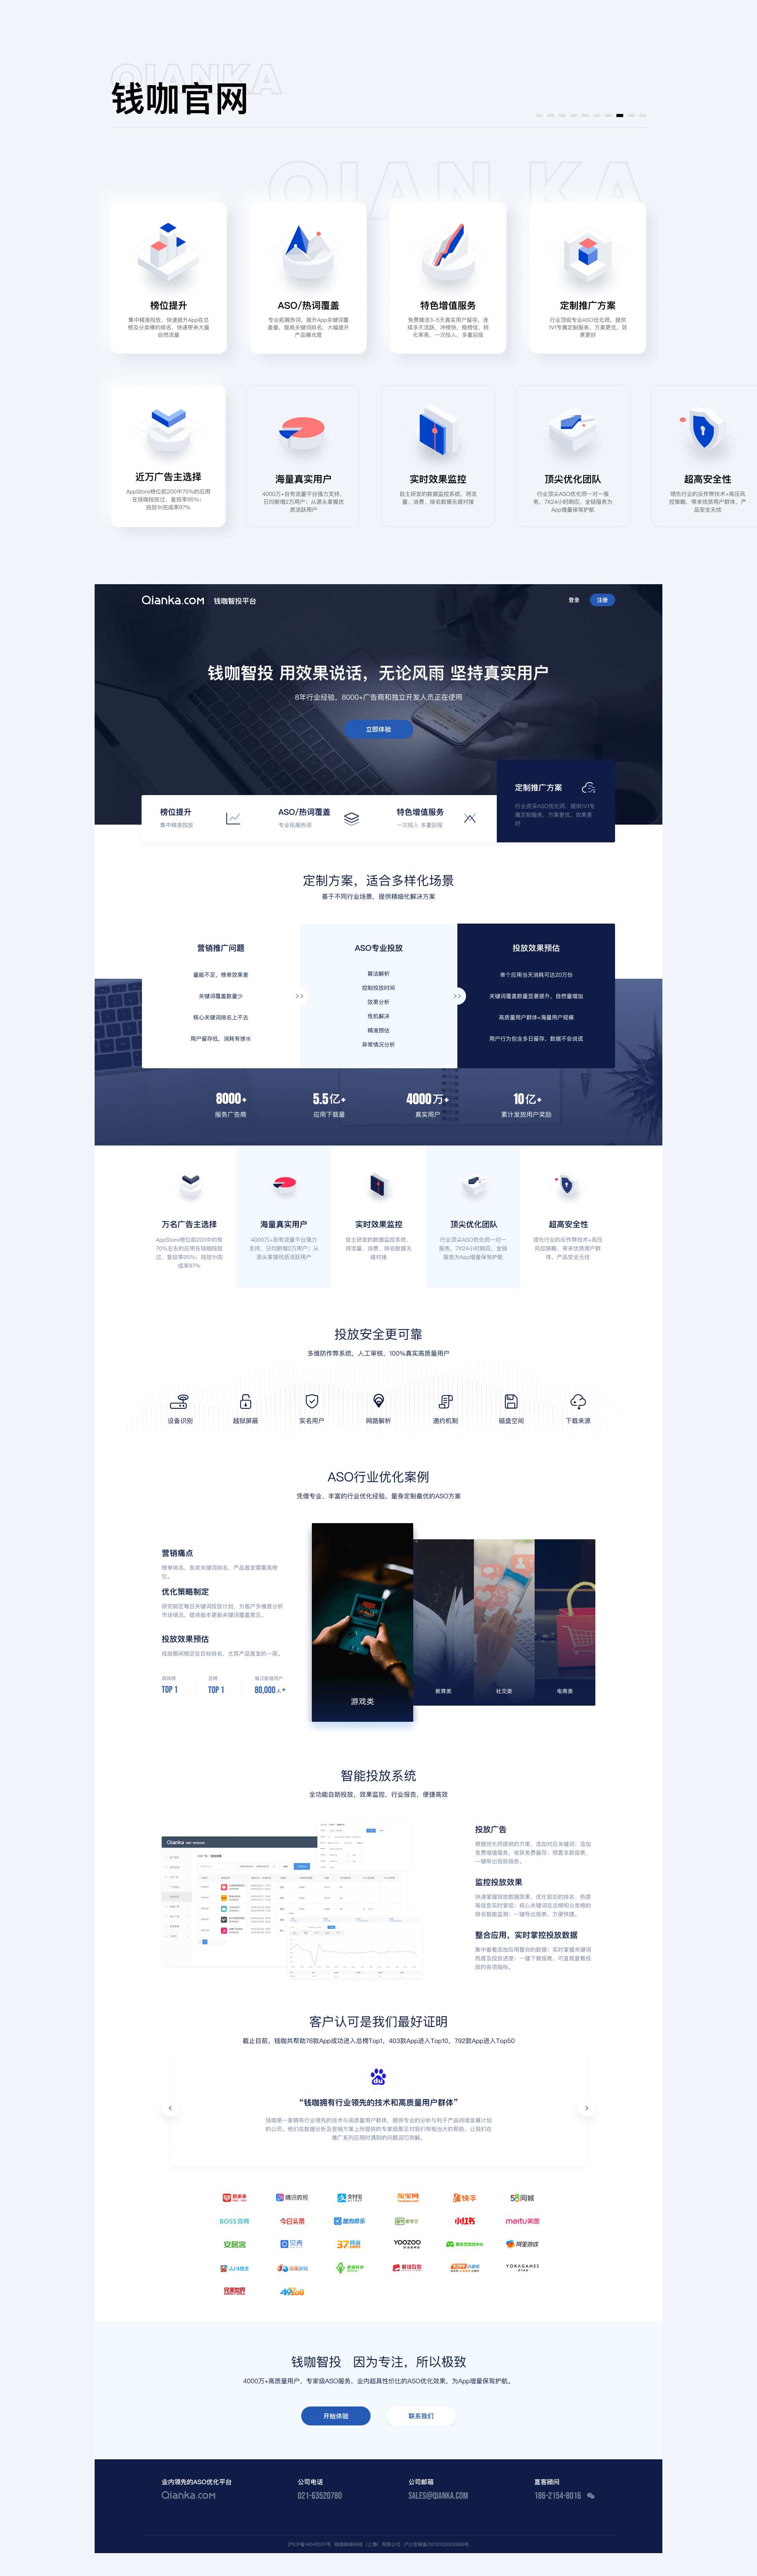 QIANKA
钱咖官网
QIAN KA
榜位提升
集中精准投放，快速提升App在总
榜及分类榜的排名，快速带来大量
自然流量
ASO/热词覆盖
专业拓展热词，提升App关键词覆
盖量，提高关键词排名，大幅提升
产品曝光度
特色增值服务
免费赠送3-5天真实用户留存，连
续多天活跃，冲榜快，稳榜佳，转
化率高，一次投入，多重回报
定制推广方案
行业顶级专业ASO优化师，提供
1V1专属定制服务，方案更优，效
果更好
近万广告主选择
AppStore榜位前200中70%的应用
在钱咖投放过，复投率95%；
投放1h完成率97%
海量真实用户
4000万+自有流量平台强力支持，
日均新增2万用户；从源头掌握优
质活跃用户
实时效果监控
自主研发的数据监控系统，将流
量、消费、排名数据无缝对接
顶尖优化团队
行业顶尖ASO优化师一对一服
务，7X24小时响应，全链服务为
App增量保驾护航
超高安全性
领先行业的反作弊技术+高压风
控策略，带来优质用户群体，产
品安全无忧
Qianka.com 钱咖智投平台
登录
注册
钱咖智投 用效果说话，无论风雨 坚持真实用户
8年行业经验，8000+广告商和独立开发人员正在使用
立即体验
榜位提升
集中精准投放
ASO/热词覆盖
专业拓展热词
特色增值服务
一次投入 多重回报
定制推广方案
行业资深ASO优化师，提供1V1专
属定制服务，方案更优，效果更
好
定制方案，适合多样化场景
基于不同行业场景，提供精细化解决方案
营销推广问题
量能不足，榜单效果差
关键词覆盖数量少
核心关键词排名上不去
用户留存低，消耗有掺水
ASO专业投放
算法解析
控制投放时间
效果分析
危机解决
精准预估
异常情况分析
投放效果预估
单个应用当天消耗可达20万份
关键词覆盖数量显著提升，自然量增加
高质量用户群体+海量用户规模
用户行为包含多日留存，数据不会说谎
8000+
服务广告商
5.5亿+
应用下载量
4000万+
真实用户
10亿+
累计发放用户奖励
万名广告主选择
AppStore榜位前200中约有
70%左右的应用在钱咖投放
过，复投率95%；投放1h完
成率97%
海量真实用户
4000万+自有流量平台强力
支持，日均新增2万用户；从
源头掌握优质活跃用户
实时效果监控
自主研发的数据监控系统，
将流量、消费、排名数据无
缝对接
顶尖优化团队
行业顶尖ASO优化师一对一
服务，7X24小时响应，全链
服务为App增量保驾护航
超高安全性
领先行业的反作弊技术+高压
风控策略，带来优质用户群
体，产品安全无忧
投放安全更可靠
多维防作弊系统，人工审核，100%真实高质量用户
设备识别
越狱屏蔽
实名用户
网路解析
邀约机制
磁盘空间
下载来源
ASO行业优化案例
凭借专业、丰富的行业优化经验，量身定制最优的ASO方案
营销痛点
榜单排名，各类关键词排名，产品首发需要高榜
位。
优化策略制定
研究制定每日关键词投放计划，为客户多维度分析
市场情况，提供版本更新关键词覆盖意见。
投放效果预估
投放期间稳定在目标排名，尤其产品首发的一周。
游戏榜
TOP 1
总榜
TOP 1
每日新增用户
80,000人+
游戏类
教育类
社交类
电商类
智能投放系统
全功能自助投放，效果监控，行业报告，便捷高效
Qianka
投放广告
根据优化师提供的方案，添加对应关键词；添加
免费增值服务，收获免费留存；预置多款报表，
一键导出投放报告。
监控投放效果
快速掌握投放数据效果，优化前后的排名、热度
等信息实时掌控；核心关键词在总榜和分类榜的
排名数据监测；一键导出报表，方便快捷。
整合应用，实时掌控投放数据
集中查看添加应用整合的数据；实时掌握关键词
热度及投放进度；一键下载报表，可直观查看投
放的各项指标。
客户认可是我们最好证明
截止目前，钱咖共帮助78款App成功进入总榜Top1，403款App进入Top10，792款App进入Top50
du
“钱咖拥有行业领先的技术和高质量用户群体”
钱咖是一家拥有行业领先的技术与高质量用户群体，提供专业的分析与利于产品持续发展计划
的公司，他们在数据分析及营销方案上所提供的专家级意见对我们有相当大的帮助，让我们在
推广系列应用时遇到的问题迎刃而解。
拼多多
腾讯微视
支付宝
淘宝网
快手
58同城
BOSS直聘
今日头条
小红书
meitu美图
安居客
贝壳
37网游
YOOZOO
阿里游戏
YOKAGAMES
完美世界
49you
钱咖智投 因为专注，所以极致
4000万+高质量用户，专家级ASO服务，业内超具性价比的ASO优化效果，为App增量保驾护航。
开始体验
联系我们
业内领先的ASO优化平台
Qianka.com
公司电话
021-63520780
公司邮箱
SALES@QIANKA.COM
直客顾问
186-2154-8016